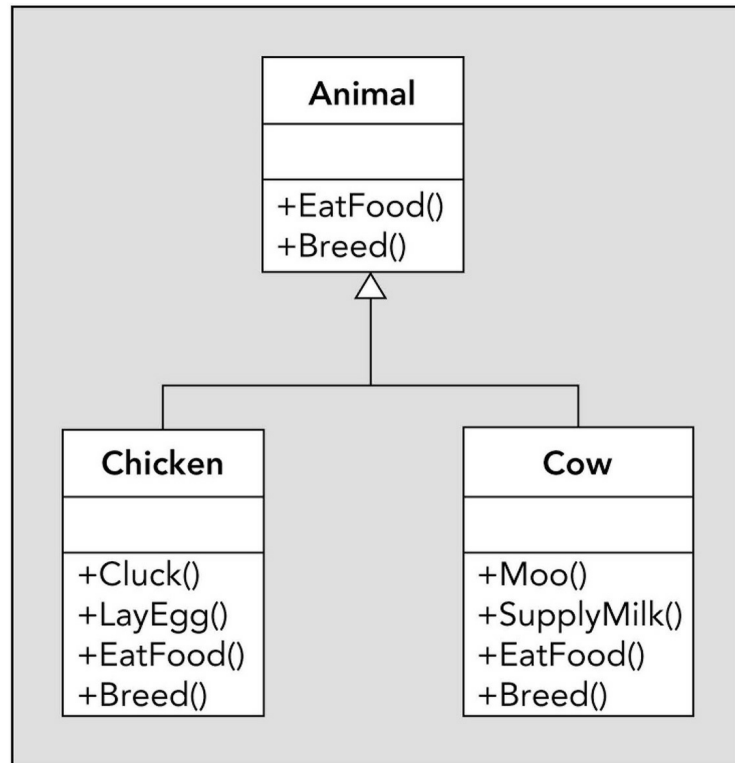 Animal
+EatFood()
+Breed()
Chicken
+Cluck()
+LayEgg()
+EatFood()
+Breed()
Cow
+Moo()
+SupplyMilk()
+EatFood()
+Breed()